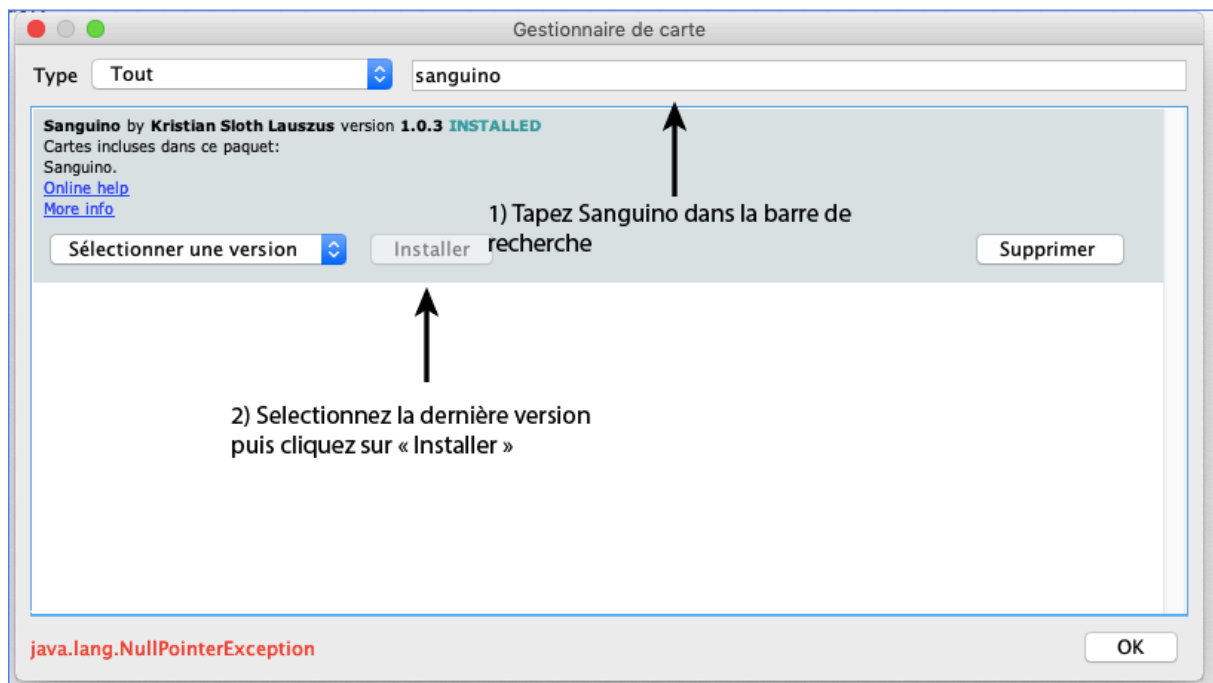 Gestionnaire de carte
Type Tout sanguino
Sanguino by Kristian Sloth Lauszus version 1.0.3 INSTALLED
Cartes incluses dans ce paquet:
Sanguino.
Online help
More info
1) Tapez Sanguino dans la barre de
recherche
Sélectionner une version Installer Supprimer
2) Selectionnez la dernière version
puis cliquez sur « Installer »
java.lang.NullPointerException OK